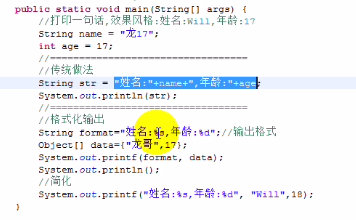 public static void main(String[] args) {
//打印一句话,效果风格:姓名:Will,年龄:17
String name = "龙17";
int age = 17;
//==================================
//传统做法
String str = "姓名:"+name+",年龄:"+age;
System.out.println(str);
//==================================
//格式化输出
String format="姓名:%s,年龄:%d";//输出格式
Object[] data={"龙哥",17};
System.out.printf(format, data);
System.out.println();
//简化
System.out.printf("姓名:%s,年龄:%d", "Will",18);
}